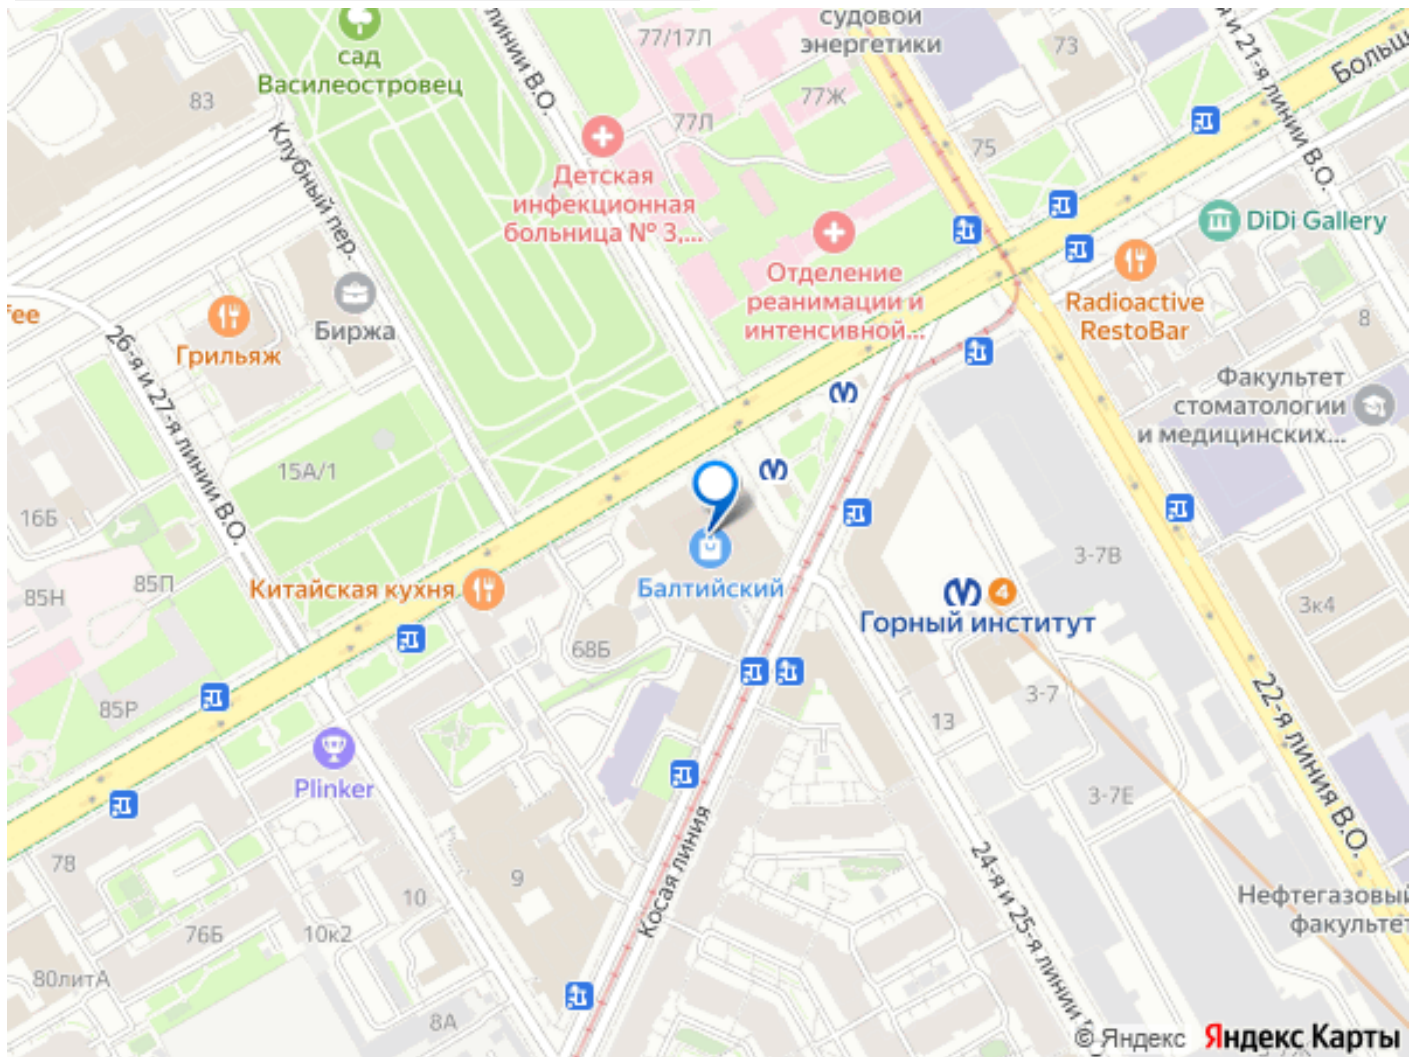 судовой
энергетики
линии В.О.
77/17Л
73
я и 21-я линии В.О.
Больш
сад
Василеостровец
83
77Ж
77Л
75
Клубный пер.
Детская
инфекционная
больница № 3,...
DiDi Gallery
Отделение
реанимации и
интенсивной...
Radioactive
RestoBar
fee
Грильяж
Биржа
8
26-я и 27-я линии В.О.
Факультет
стоматологии
и медицинских...
15А/1
16Б
3-7В
85П
85Н
Китайская кухня
Балтийский
4
Горный институт
3к4
68Б
85Р
3-7
13
22-я линия В.О.
Plinker
3-7Е
78
9
10
Косая линия
24-я и 25-я линии
Нефтегазовый
факультет
76Б
10к2
80литА
8А
© Яндекс Яндекс Карты